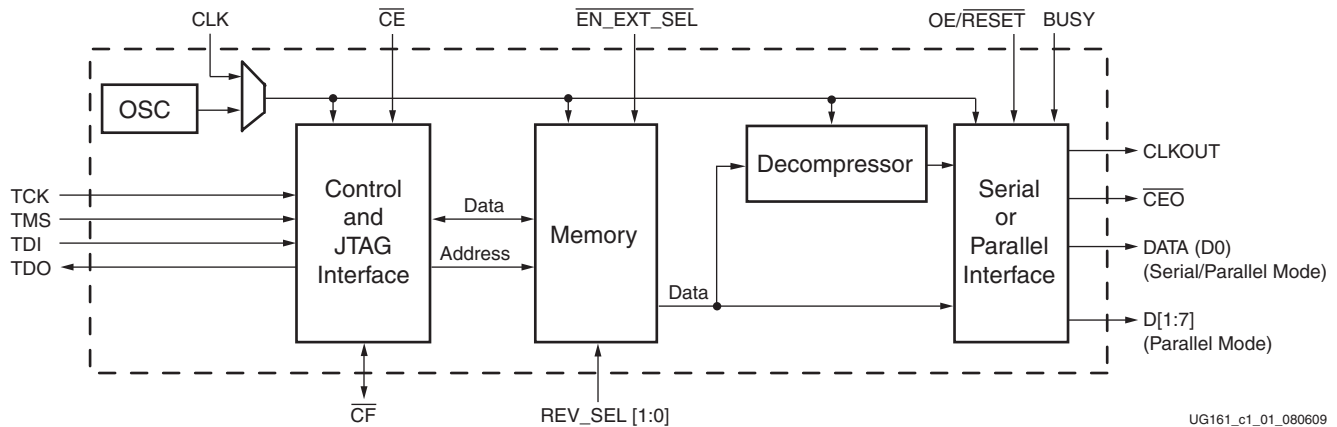 CLK
CE
EN_EXT_SEL
OE/RESET
BUSY
OSC
Decompressor
CLKOUT
Control
and
JTAG
Interface
Memory
Serial
or
Parallel
Interface
TCK
TMS
TDI
TDO
Data
Address
Data
CEO
DATA (D0)
(Serial/Parallel Mode)
D[1:7]
(Parallel Mode)
CF
REV_SEL [1:0]
UG161_c1_01_080609